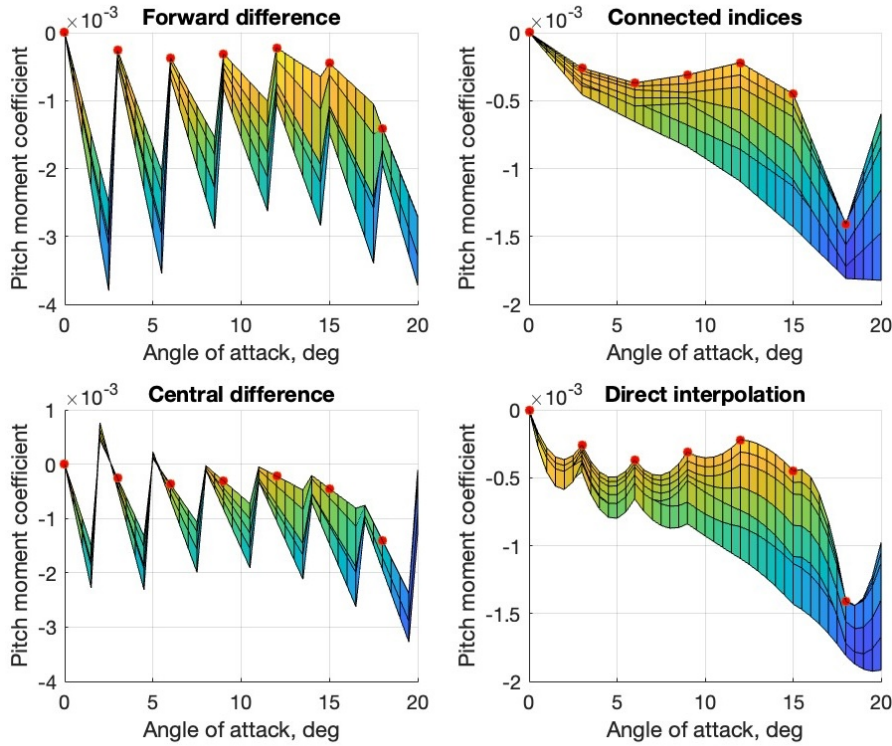 Forward difference
×10⁻³
0
-1
-2
-3
-4
0 5 10 15 20
Pitch moment coefficient
Angle of attack, deg
Connected indices
×10⁻³
0
-0.5
-1
-1.5
-2
0 5 10 15 20
Pitch moment coefficient
Angle of attack, deg
Central difference
×10⁻³
1
0
-1
-2
-3
-4
0 5 10 15 20
Pitch moment coefficient
Angle of attack, deg
Direct interpolation
×10⁻³
0
-0.5
-1
-1.5
-2
0 5 10 15 20
Pitch moment coefficient
Angle of attack, deg